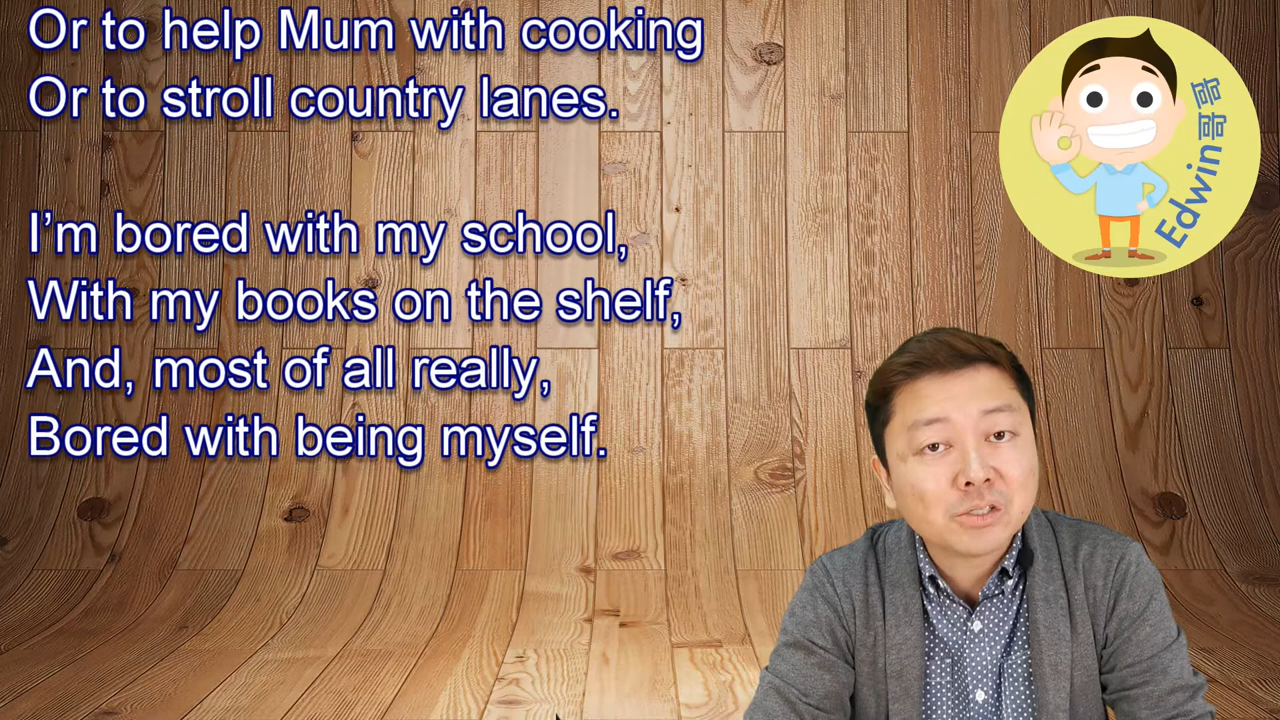 Or to help Mum with cooking
Or to stroll country lanes.
I’m bored with my school,
With my books on the shelf,
And, most of all really,
Bored with being myself.
Edwin哥哥